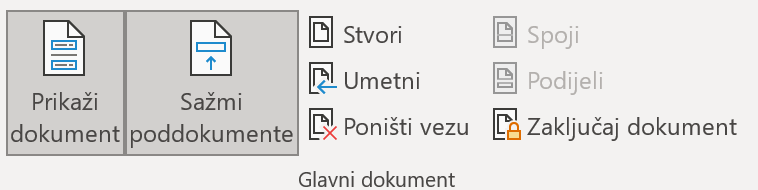 Prikaži
dokument
Sažmi
poddokumente
Stvori
Umetni
Poništi vezu
Spoji
Podijeli
Zaključaj dokument
Glavni dokument